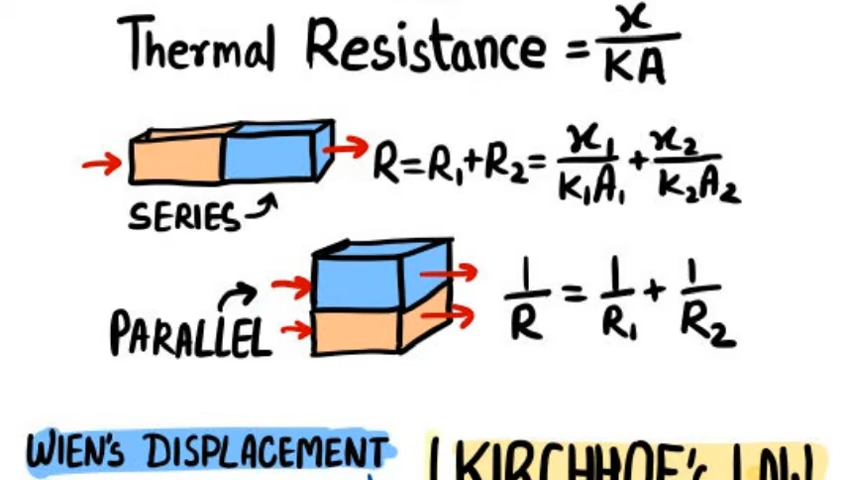 Thermal Resistance = x/KA
R=R₁+R₂= x₁/K₁A₁ + x₂/K₂A₂
SERIES
PARALLEL
1/R = 1/R₁ + 1/R₂
WIEN's DISPLACEMENT
KIRCHHOF's LAW